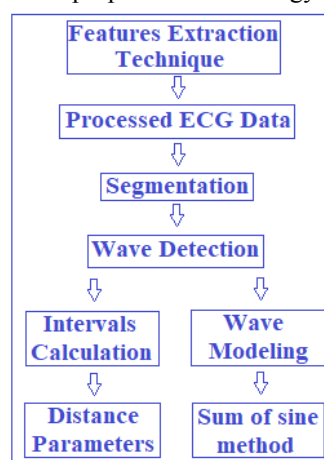 Features Extraction
Technique
Processed ECG Data
Segmentation
Wave Detection
Intervals
Calculation
Wave
Modeling
Distance
Parameters
Sum of sine
method